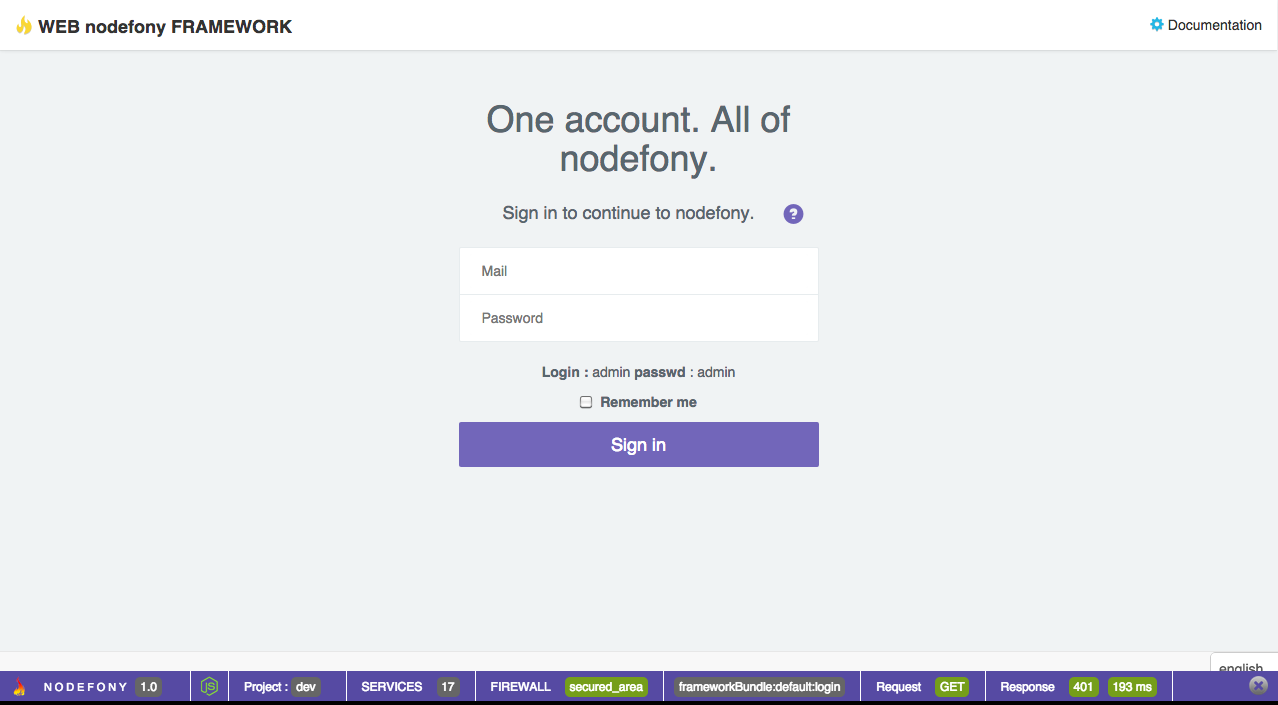 WEB nodefony FRAMEWORK
Documentation
One account. All of
nodefony.
Sign in to continue to nodefony.
?
Mail
Password
Login : admin passwd : admin
Remember me
Sign in
english
NODEFONY 1.0 JS Project : dev SERVICES 17 FIREWALL secured_area frameworkBundle:default:login Request GET Response 401 193 ms